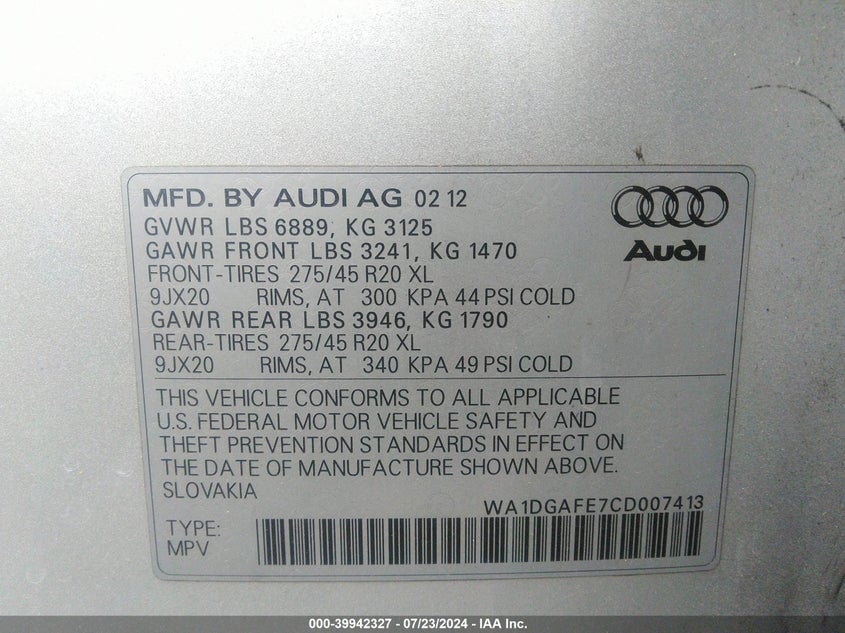 MFD. BY AUDI AG 02 12
GVWR LBS 6889, KG 3125
GAWR FRONT LBS 3241, KG 1470
FRONT-TIRES 275/45 R20 XL
9JX20 RIMS, AT 300 KPA 44 PSI COLD
GAWR REAR LBS 3946, KG 1790
REAR-TIRES 275/45 R20 XL
9JX20 RIMS, AT 340 KPA 49 PSI COLD
Audi
THIS VEHICLE CONFORMS TO ALL APPLICABLE
U.S. FEDERAL MOTOR VEHICLE SAFETY AND
THEFT PREVENTION STANDARDS IN EFFECT ON
THE DATE OF MANUFACTURE SHOWN ABOVE.
SLOVAKIA
WA1DGAFE7CD007413
TYPE:
MPV
000-39942327 / 07/23/2024 - IAA Inc.